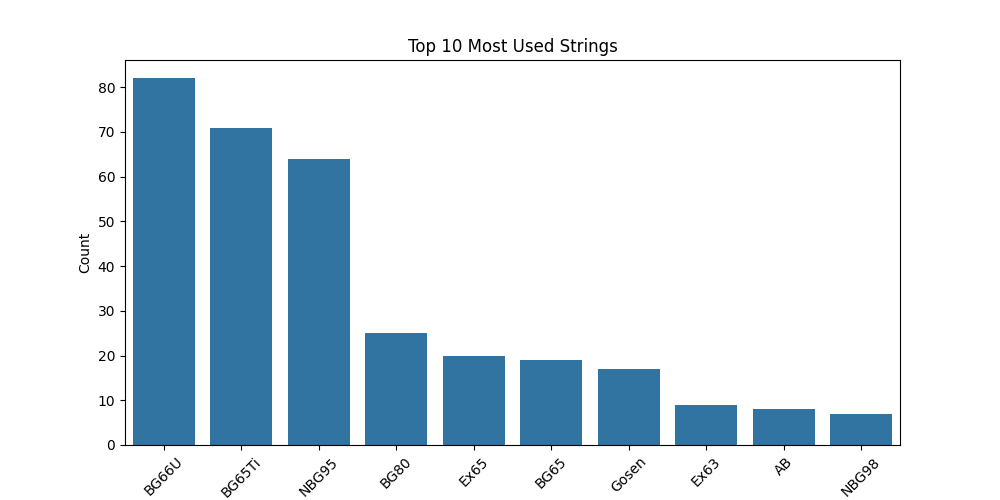 Top 10 Most Used Strings
Count
80
70
60
50
40
30
20
10
0
BG66U
BG65Ti
NBG95
BG80
Ex65
BG65
Gosen
Ex63
AB
NBG98